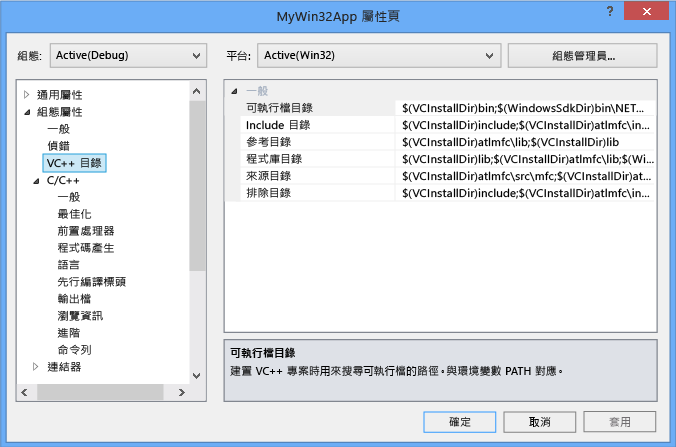 MyWin32App 屬性頁
組態: Active(Debug) 平台: Active(Win32) 組態管理員...
通用屬性
組態屬性
一般
偵錯
VC++ 目錄
C/C++
一般
最佳化
前置處理器
程式碼產生
語言
先行編譯標頭
輸出檔
瀏覽資訊
進階
命令列
連結器
一般
可執行檔目錄 $(VCInstallDir)bin;$(WindowsSdkDir)bin\NET...
Include 目錄 $(VCInstallDir)include;$(VCInstallDir)atlmfc\in...
參考目錄 $(VCInstallDir)atlmfc\lib;$(VCInstallDir)lib
程式庫目錄 $(VCInstallDir)lib;$(VCInstallDir)atlmfc\lib;$(Wi...
來源目錄 $(VCInstallDir)atlmfc\src\mfc;$(VCInstallDir)at...
排除目錄 $(VCInstallDir)include;$(VCInstallDir)atlmfc\in...
可執行檔目錄
建置 VC++ 專案時用來搜尋可執行檔的路徑。與環境變數 PATH 對應。
確定 取消 套用